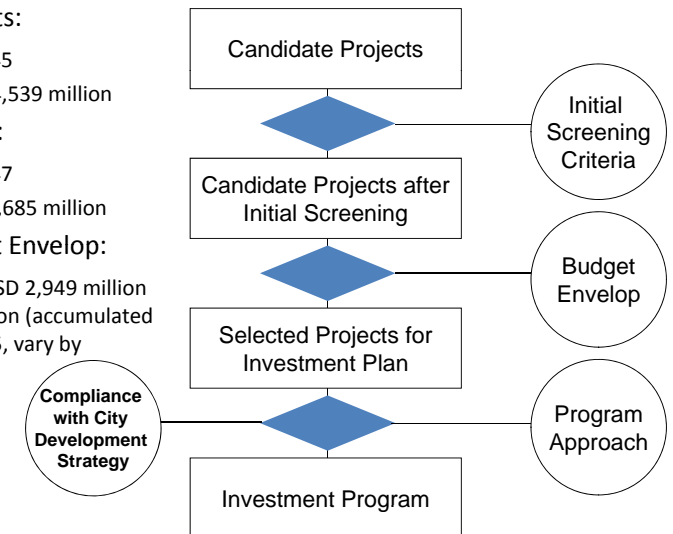 ts:
5
,539 million
:
7
,685 million
t Envelop:
SD 2,949 million
on (accumulated
5, vary by
Candidate Projects
Initial
Screening
Criteria
Candidate Projects after
Initial Screening
Budget
Envelop
Selected Projects for
Investment Plan
Compliance
with City
Development
Strategy
Program
Approach
Investment Program